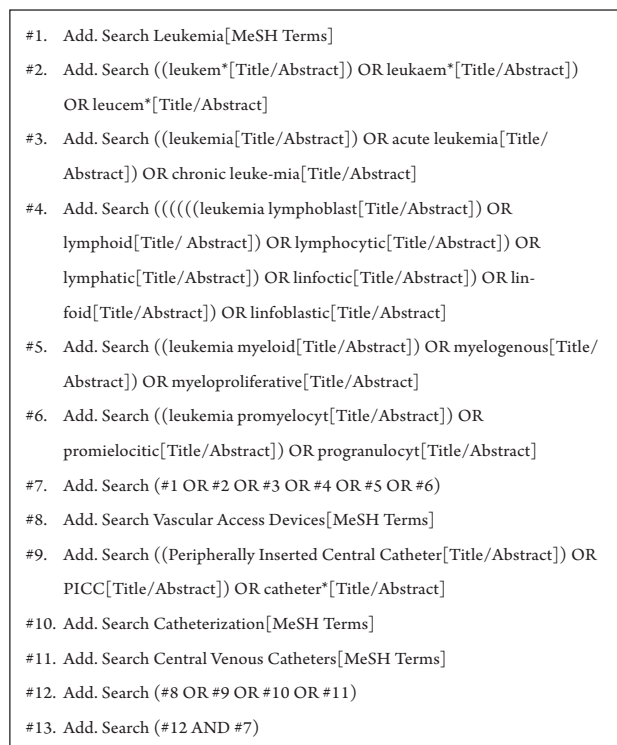 #1. Add. Search Leukemia[MeSH Terms]
#2. Add. Search ((leukem*[Title/Abstract]) OR leukaem*[Title/Abstract])
OR leucem*[Title/Abstract]
#3. Add. Search ((leukemia[Title/Abstract]) OR acute leukemia[Title/
Abstract]) OR chronic leuke-mia[Title/Abstract]
#4. Add. Search ((((((leukemia lymphoblast[Title/Abstract]) OR
lymphoid[Title/ Abstract]) OR lymphocytic[Title/Abstract]) OR
lymphatic[Title/Abstract]) OR linfoctic[Title/Abstract]) OR lin-
foid[Title/Abstract]) OR linfoblastic[Title/Abstract]
#5. Add. Search ((leukemia myeloid[Title/Abstract]) OR myelogenous[Title/
Abstract]) OR myeloproliferative[Title/Abstract]
#6. Add. Search ((leukemia promyelocyt[Title/Abstract]) OR
promielocitic[Title/Abstract]) OR progranulocyt[Title/Abstract]
#7. Add. Search (#1 OR #2 OR #3 OR #4 OR #5 OR #6)
#8. Add. Search Vascular Access Devices[MeSH Terms]
#9. Add. Search ((Peripherally Inserted Central Catheter[Title/Abstract]) OR
PICC[Title/Abstract]) OR catheter*[Title/Abstract]
#10. Add. Search Catheterization[MeSH Terms]
#11. Add. Search Central Venous Catheters[MeSH Terms]
#12. Add. Search (#8 OR #9 OR #10 OR #11)
#13. Add. Search (#12 AND #7)